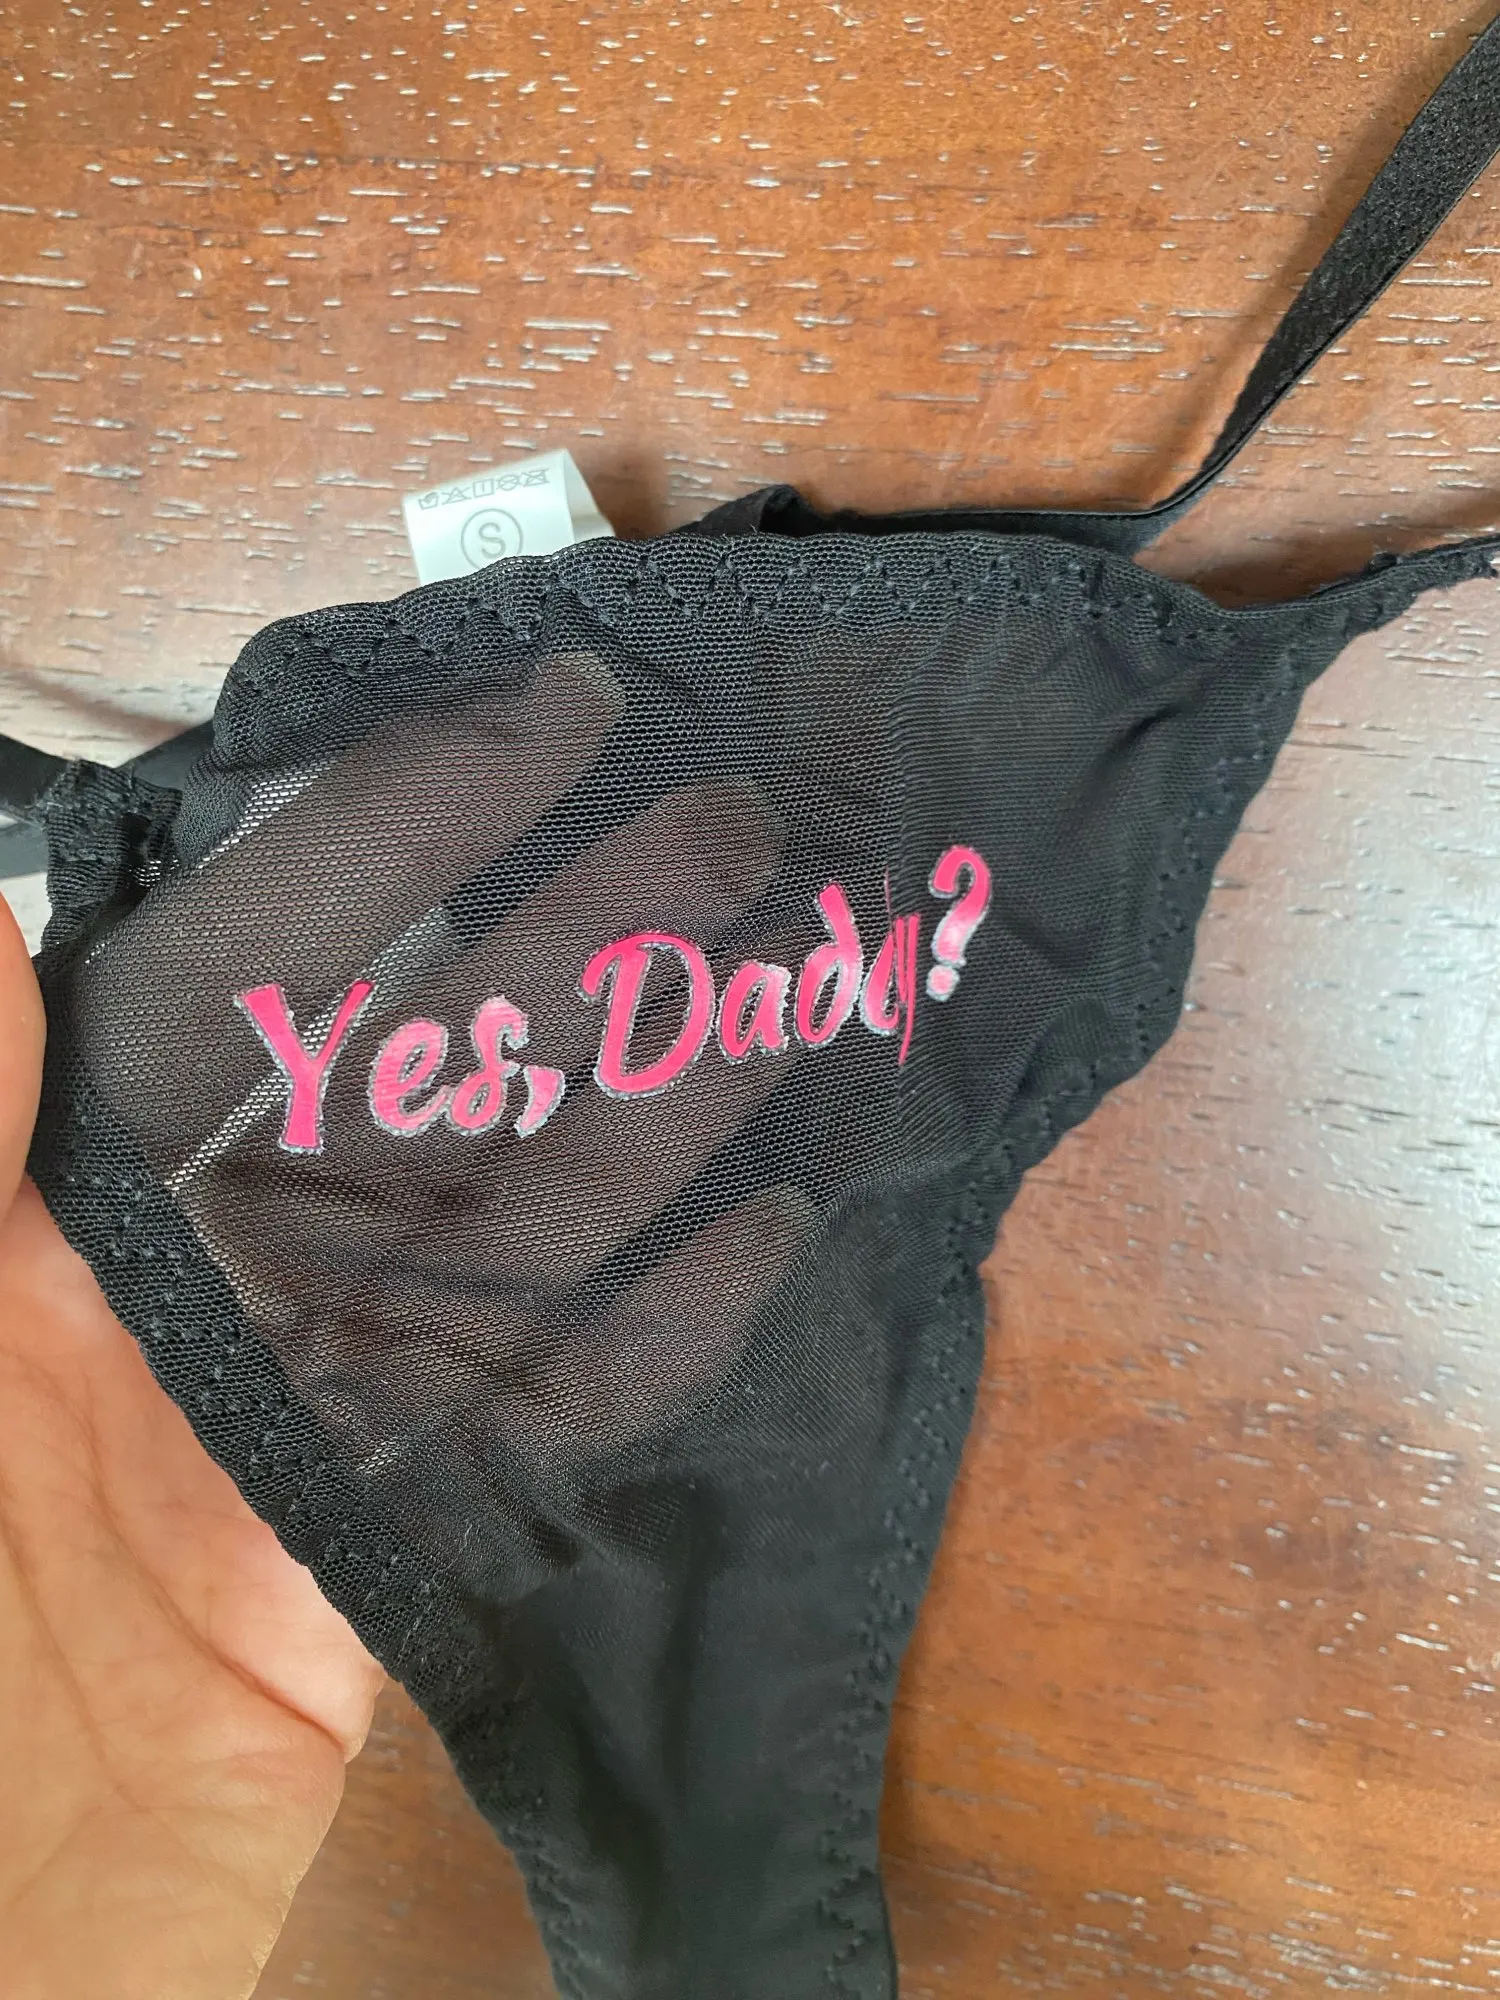 S
Yes, Daddy?